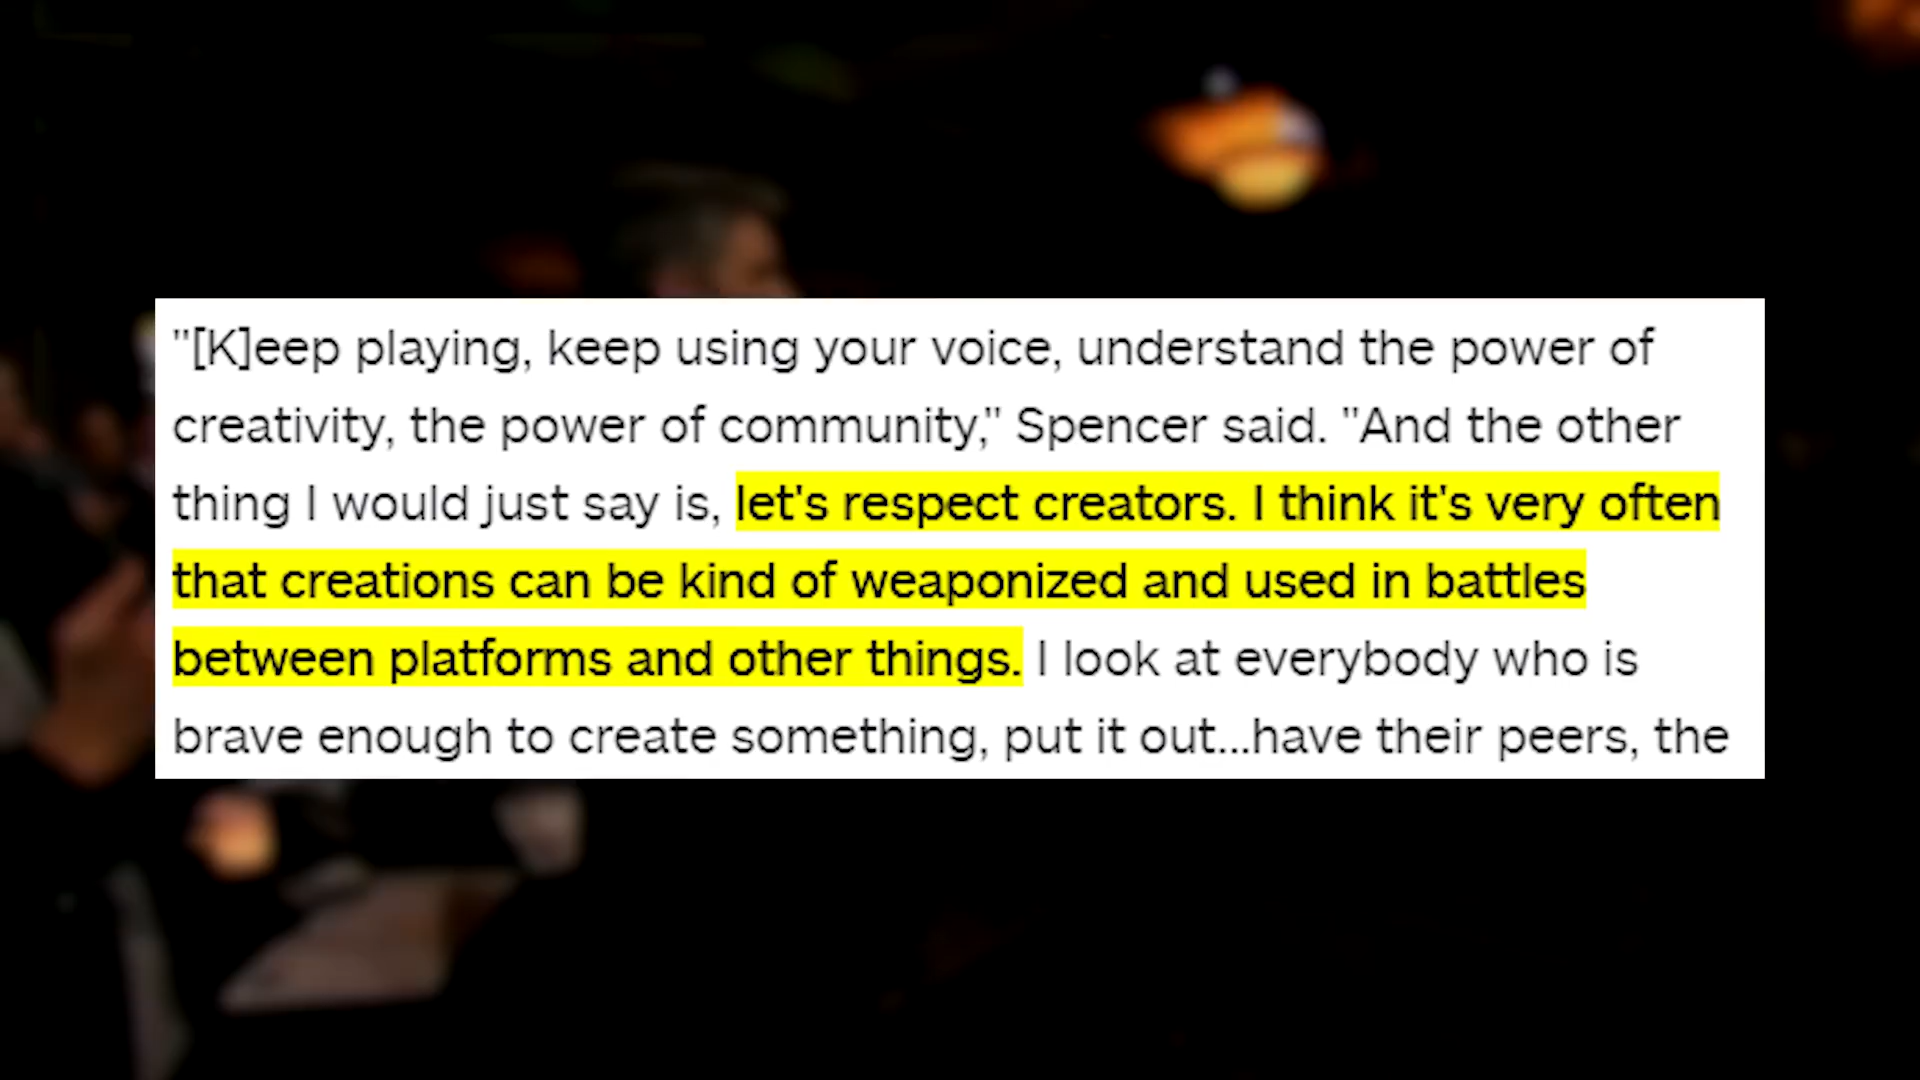 "[K]eep playing, keep using your voice, understand the power of
creativity, the power of community," Spencer said. "And the other
thing I would just say is, let's respect creators. I think it's very often
that creations can be kind of weaponized and used in battles
between platforms and other things. I look at everybody who is
brave enough to create something, put it out...have their peers, the